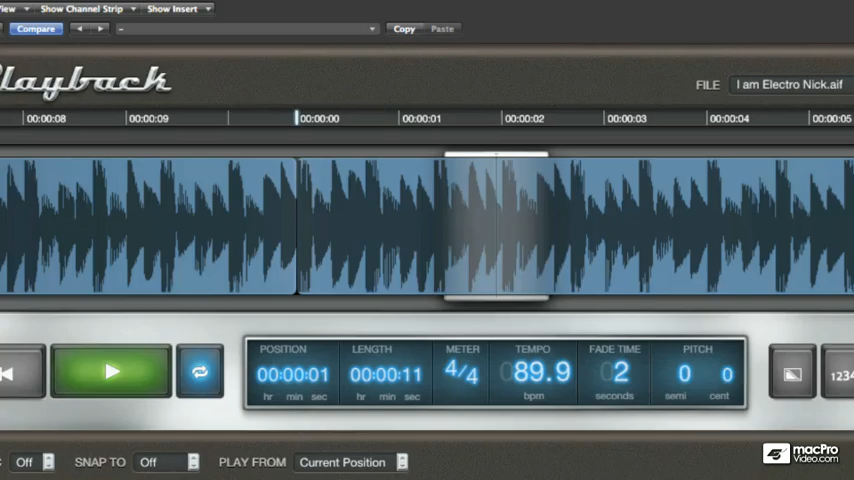 View Show Channel Strip Show Insert
Compare - Copy Paste
Playback FILE I am Electro Nick.aif
00:00:08 00:00:09 00:00:00 00:00:01 00:00:02 00:00:03 00:00:04 00:00:05
POSITION LENGTH METER TEMPO FADE TIME PITCH
00:00:01 00:00:11 4/4 89.9 2 0 0
hr min sec hr min sec bpm seconds semi cent
1234
Off SNAP TO Off PLAY FROM Current Position
macPro
Video.com